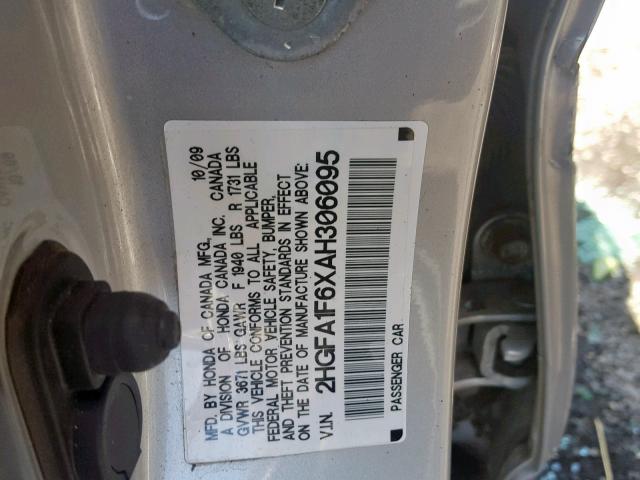 MFD. BY HONDA OF CANADA MFG. 10/09
A DIVISION OF HONDA CANADA INC. CANADA
GVWR 3671 LBS GAWR F 1940 LBS R 1731 LBS
THIS VEHICLE CONFORMS TO ALL APPLICABLE
FEDERAL MOTOR VEHICLE SAFETY, BUMPER,
AND THEFT PREVENTION STANDARDS IN EFFECT
ON THE DATE OF MANUFACTURE SHOWN ABOVE.
V.I.N. 2HGFA1F6XAH306095
PASSENGER CAR